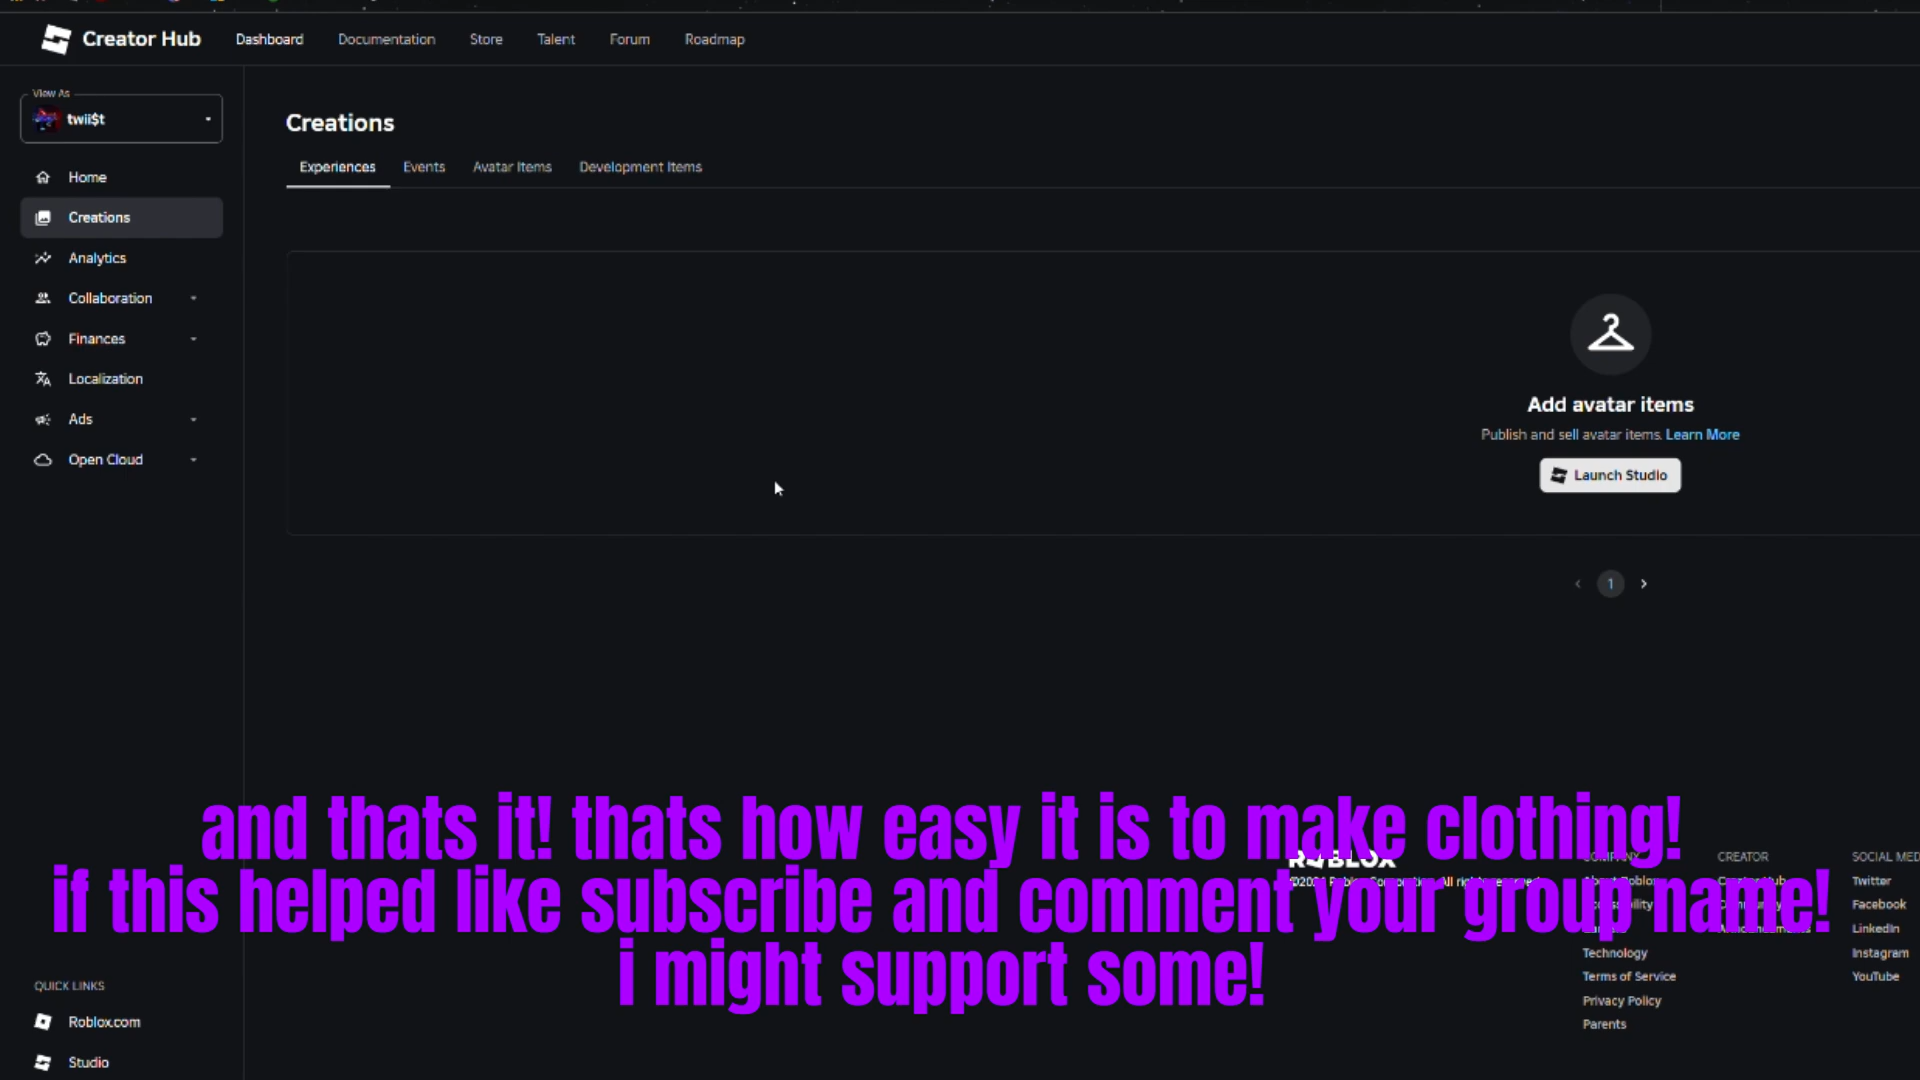 Creator Hub
Dashboard
Documentation
Store
Talent
Forum
Roadmap
View As
twii$t
Home
Creations
Analytics
Collaboration
Finances
Localization
Ads
Open Cloud
QUICK LINKS
Roblox.com
Studio
Creations
Experiences
Events
Avatar Items
Development Items
Add avatar items
Publish and sell avatar items. Learn More
Launch Studio
1
and thats it! thats how easy it is to make clothing!
if this helped like subscribe and comment your group name!
i might support some!
ROBLOX
COMPANY
Technology
Terms of Service
Privacy Policy
Parents
CREATOR
SOCIAL MED
Twitter
Facebook
LinkedIn
Instagram
YouTube